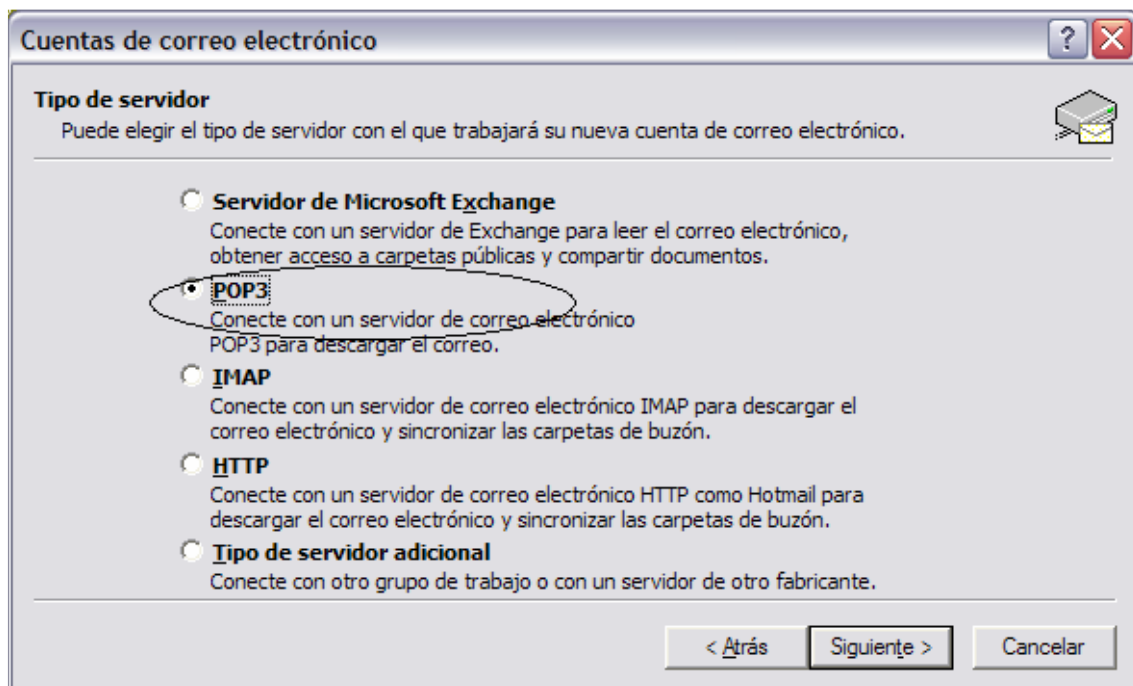 Cuentas de correo electrónico
Tipo de servidor
Puede elegir el tipo de servidor con el que trabajará su nueva cuenta de correo electrónico.
Servidor de Microsoft Exchange
Conecte con un servidor de Exchange para leer el correo electrónico,
obtener acceso a carpetas públicas y compartir documentos.
POP3
Conecte con un servidor de correo electrónico
POP3 para descargar el correo.
IMAP
Conecte con un servidor de correo electrónico IMAP para descargar el
correo electrónico y sincronizar las carpetas de buzón.
HTTP
Conecte con un servidor de correo electrónico HTTP como Hotmail para
descargar el correo electrónico y sincronizar las carpetas de buzón.
Tipo de servidor adicional
Conecte con otro grupo de trabajo o con un servidor de otro fabricante.
< Atrás Siguiente > Cancelar